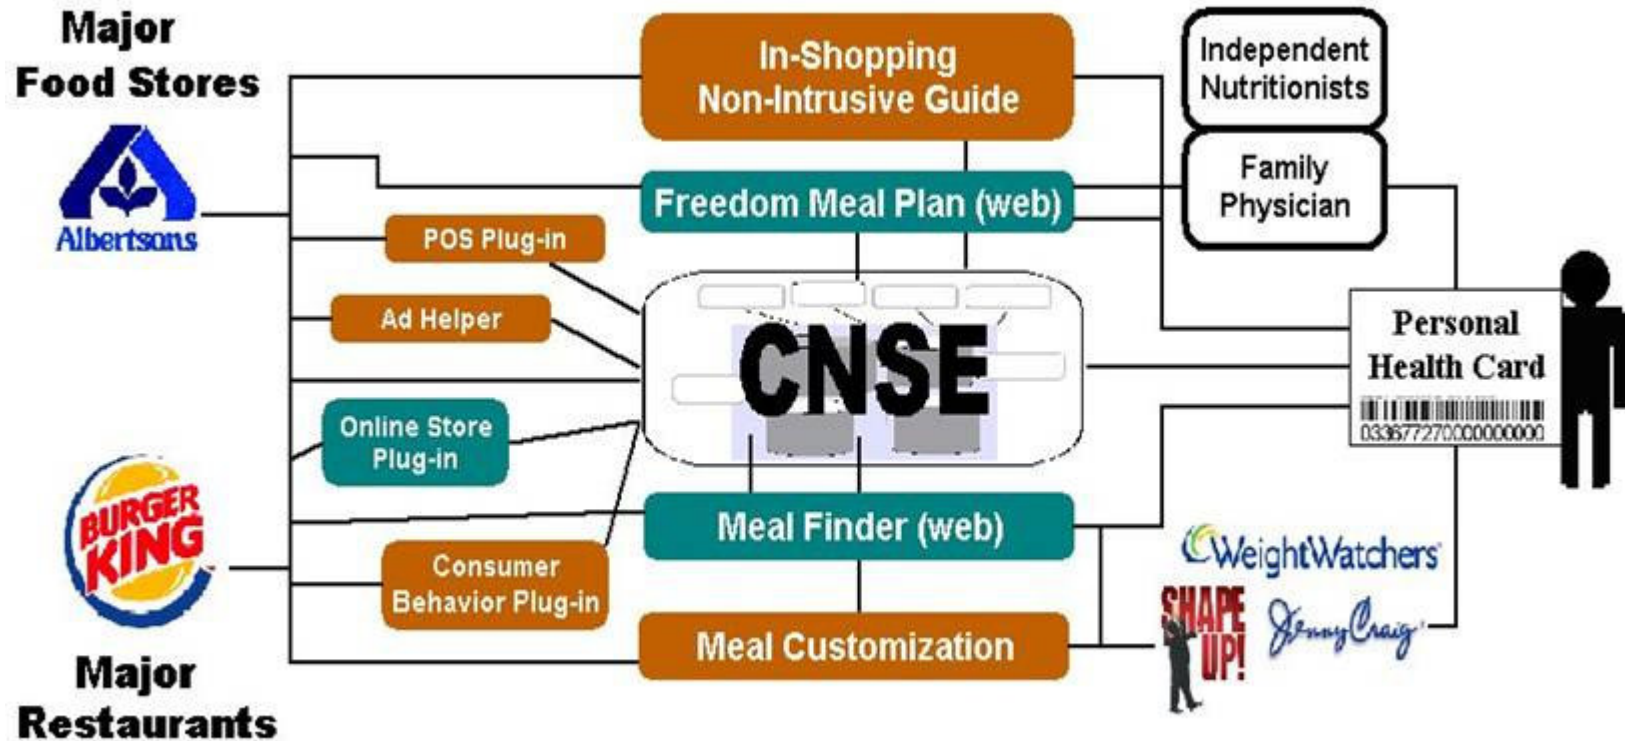 Major
Food Stores
Albertsons
In-Shopping
Non-Intrusive Guide
Independent
Nutritionists
Family
Physician
Freedom Meal Plan (web)
POS Plug-in
Ad Helper
CNSE
Personal
Health Card
033677270000000000
Online Store
Plug-in
BURGER
KING
Meal Finder (web)
Consumer
Behavior Plug-in
Meal Customization
WeightWatchers
SHAPE
UP!
Jenny Craig
Major
Restaurants